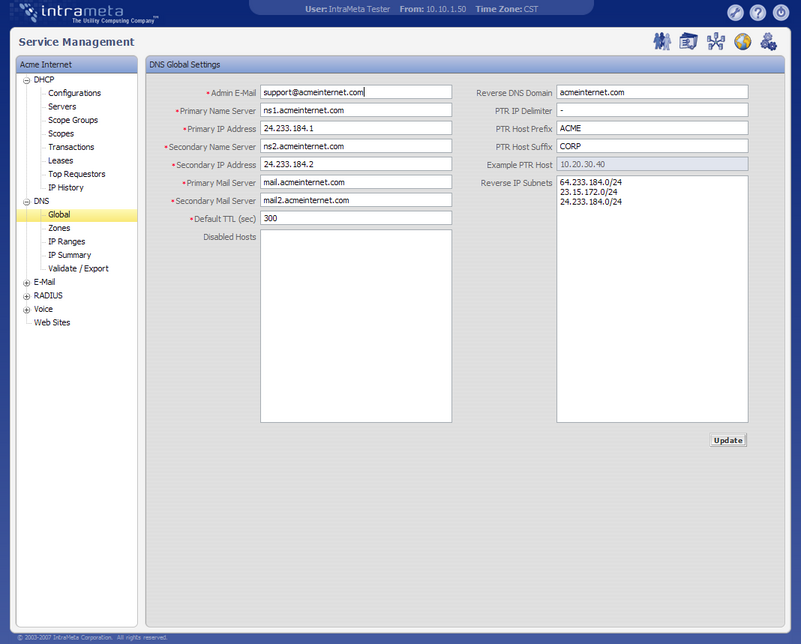 intrameta
The Utility Computing Company
User: IntraMeta Tester From: 10.10.1.50 Time Zone: CST
Service Management
Acme Internet
DHCP
Configurations
Servers
Scope Groups
Scopes
Transactions
Leases
Top Requestors
IP History
DNS
Global
Zones
IP Ranges
IP Summary
Validate / Export
E-Mail
RADIUS
Voice
Web Sites
DNS Global Settings
• Admin E-Mail support@acmeinternet.com
• Primary Name Server ns1.acmeinternet.com
• Primary IP Address 24.233.184.1
• Secondary Name Server ns2.acmeinternet.com
• Secondary IP Address 24.233.184.2
• Primary Mail Server mail.acmeinternet.com
• Secondary Mail Server mail2.acmeinternet.com
• Default TTL (sec) 300
Disabled Hosts
Reverse DNS Domain acmeinternet.com
PTR IP Delimiter -
PTR Host Prefix ACME
PTR Host Suffix CORP
Example PTR Host 10.20.30.40
Reverse IP Subnets 64.233.184.0/24
23.15.172.0/24
24.233.184.0/24
Update
© 2003-2007 IntraMeta Corporation. All rights reserved.